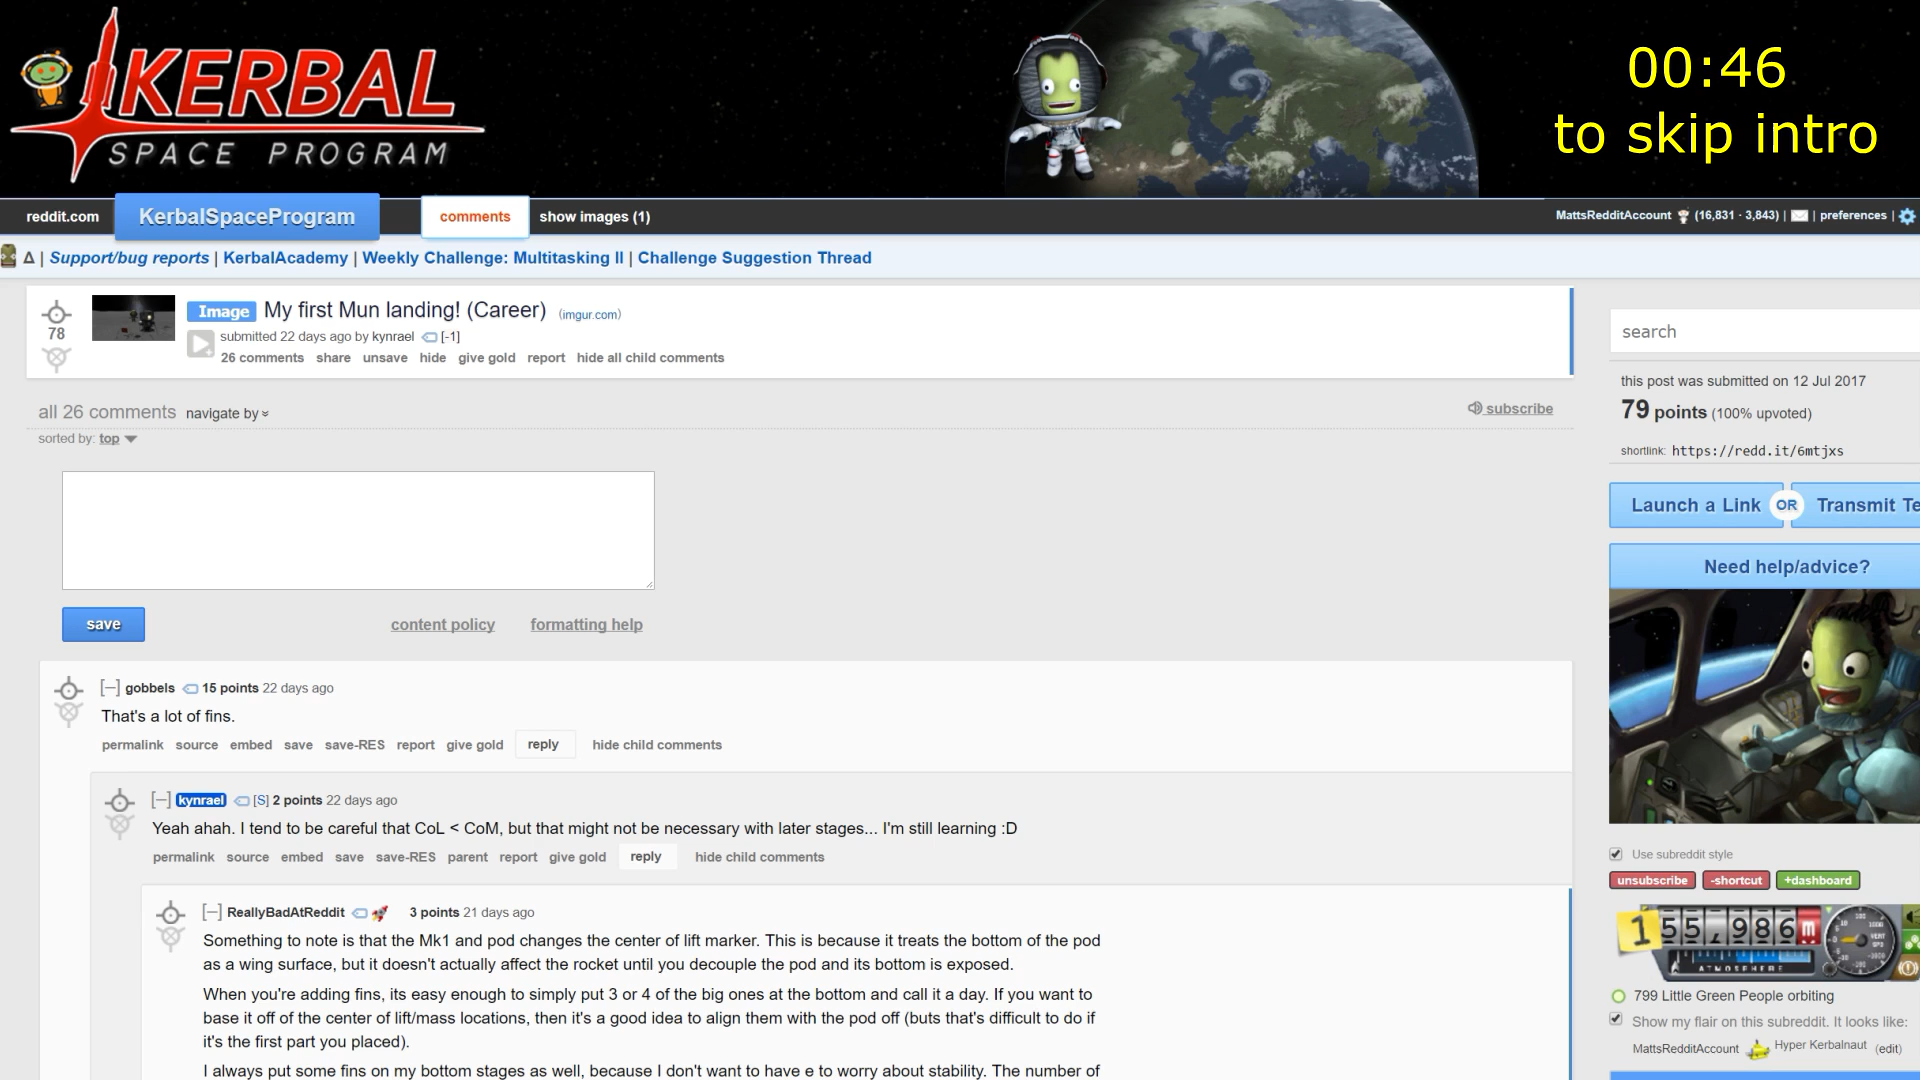 KERBAL
SPACE PROGRAM
00:46
to skip intro
reddit.com KerbalSpaceProgram comments show images (1)
MattsRedditAccount (16,831 · 3,843) | | preferences |
Δ | Support/bug reports | KerbalAcademy | Weekly Challenge: Multitasking II | Challenge Suggestion Thread
78
Image My first Mun landing! (Career) (imgur.com)
submitted 22 days ago by kynrael [-1]
26 comments share unsave hide give gold report hide all child comments
all 26 comments navigate by
subscribe
sorted by: top
save content policy formatting help
[–] gobbels 15 points 22 days ago
That's a lot of fins.
permalink source embed save save-RES report give gold reply hide child comments
[–] kynrael [S] 2 points 22 days ago
Yeah ahah. I tend to be careful that CoL < CoM, but that might not be necessary with later stages... I'm still learning :D
permalink source embed save save-RES parent report give gold reply hide child comments
[–] ReallyBadAtReddit 3 points 21 days ago
Something to note is that the Mk1 and pod changes the center of lift marker. This is because it treats the bottom of the pod
as a wing surface, but it doesn't actually affect the rocket until you decouple the pod and its bottom is exposed.
When you're adding fins, its easy enough to simply put 3 or 4 of the big ones at the bottom and call it a day. If you want to
base it off of the center of lift/mass locations, then it's a good idea to align them with the pod off (buts that's difficult to do if
it's the first part you placed).
I always put some fins on my bottom stages as well, because I don't want to have e to worry about stability. The number of
search
this post was submitted on 12 Jul 2017
79 points (100% upvoted)
shortlink: https://redd.it/6mtjxs
Launch a Link OR Transmit Te
Need help/advice?
Use subreddit style
unsubscribe -shortcut +dashboard
155,986 m
ATMOSPHERE
799 Little Green People orbiting
Show my flair on this subreddit. It looks like:
MattsRedditAccount Hyper Kerbalnaut (edit)